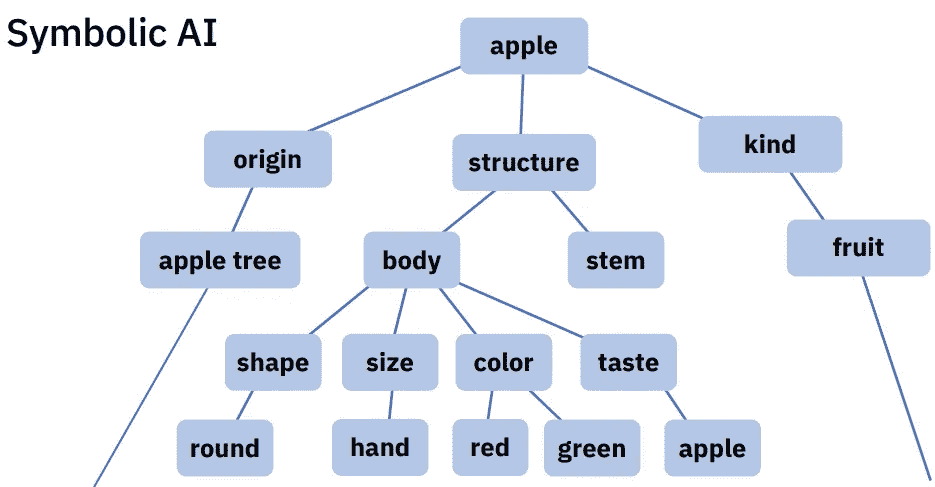 Symbolic AI
apple
origin
structure
kind
apple tree
body
stem
fruit
shape
size
color
taste
round
hand
red
green
apple